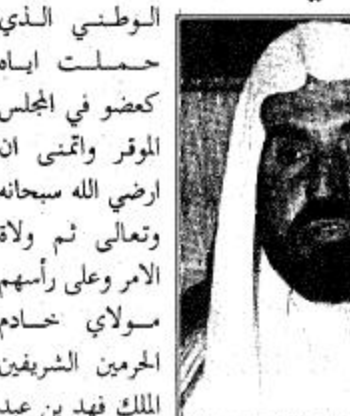 الوطني الذي
حملت اياه
كعضو في المجلس
الموقر واتمنى ان
ارضي الله سبحانه
وتعالى ثم ولاة
الامر وعلى رأسهم
مولاي خادم
الحرمين الشريفين
الملك فهد بن عبد